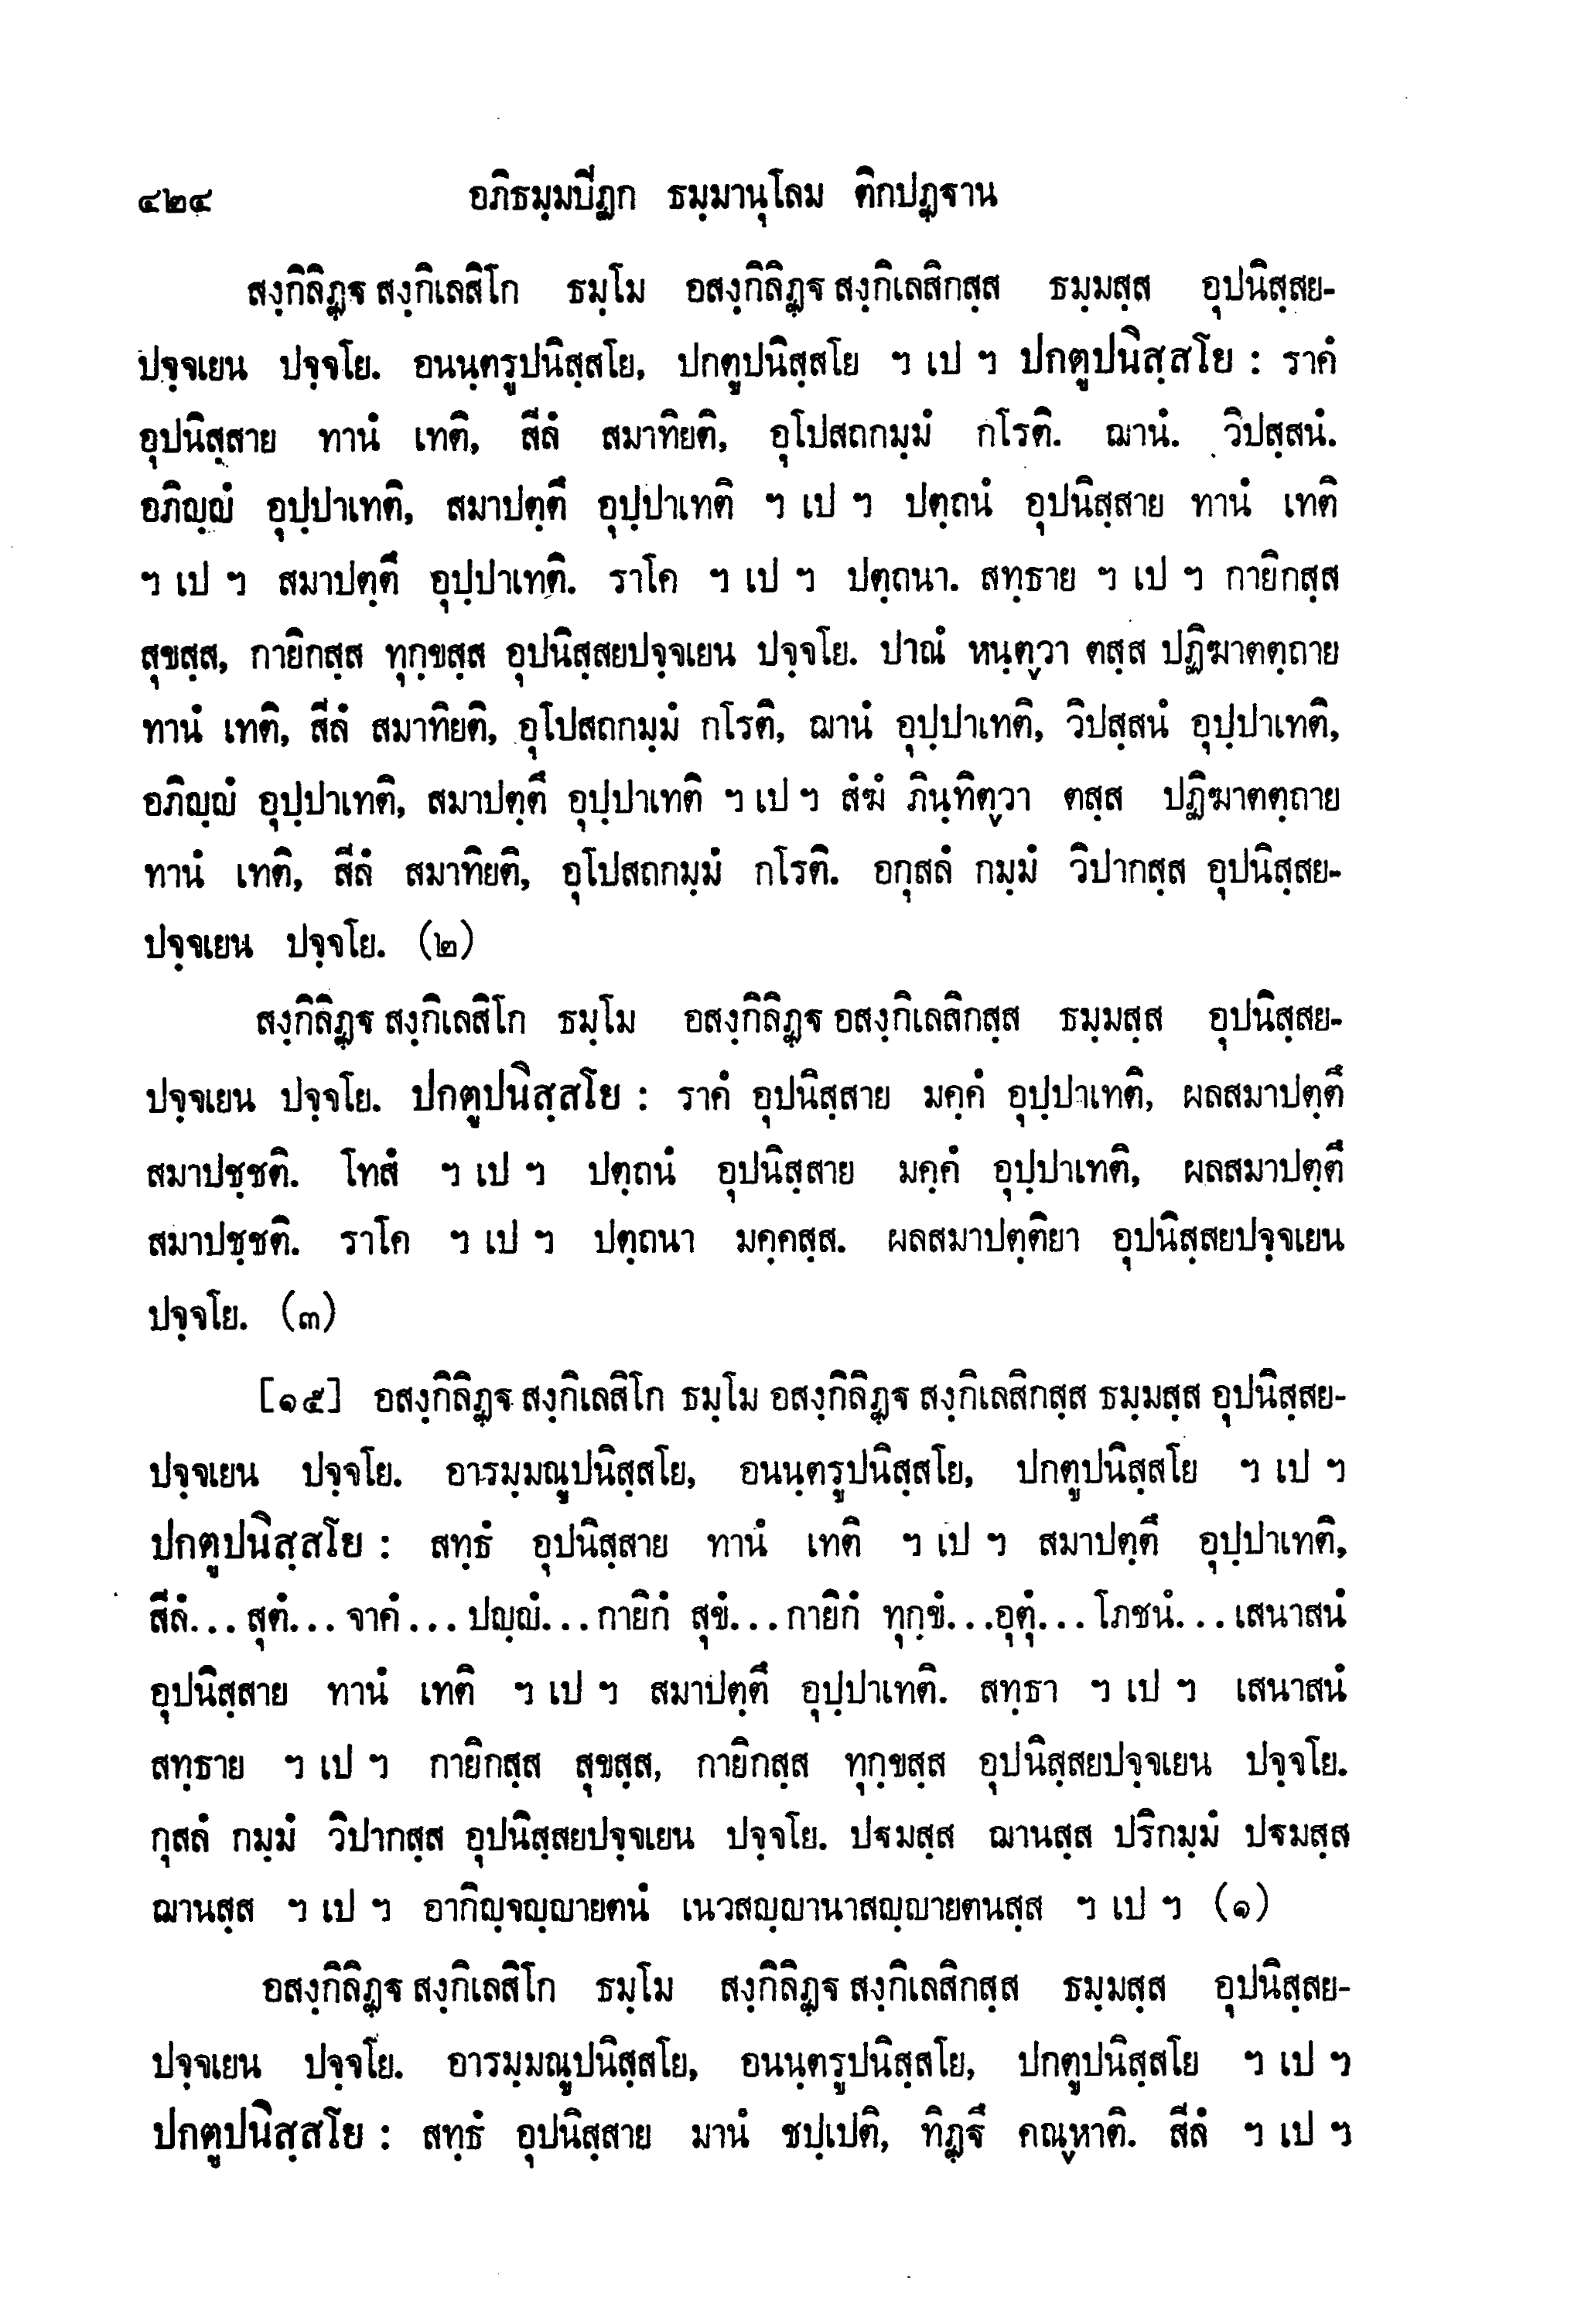 ๔๒๔ อภิธมฺมปีฏก ธมฺมานุโลม ติกปฏฺฐาน
สงฺกิลิฏฺฐ สงฺกิเลสิโก ธมฺโม อสงฺกิลิฏฺฐ สงฺกิเลสิกสฺส ธมฺมสฺส อุปนิสฺสย-
ปจฺจเยน ปจฺจโย. อนนฺตรูปนิสฺสโย, ปกตูปนิสฺสโย ฯ เป ฯ ปกตูปนิสฺสโย : ราคํ
อุปนิสฺสาย ทานํ เทติ, สีลํ สมาทิยติ, อุโปสถกมฺมํ กโรติ. ฌานํ. วิปสฺสนํ.
อภิญฺญํ อุปฺปาเทติ, สมาปตฺตึ อุปฺปาเทติ ฯ เป ฯ ปตฺถนํ อุปนิสฺสาย ทานํ เทติ
ฯ เป ฯ สมาปตฺตึ อุปฺปาเทติ. ราโค ฯ เป ฯ ปตฺถนา. สทฺธาย ฯ เป ฯ กายิกสฺส
สุขสฺส, กายิกสฺส ทุกฺขสฺส อุปนิสฺสยปจฺจเยน ปจฺจโย. ปาณํ หนฺตฺวา ตสฺส ปฏิฆาตตฺถาย
ทานํ เทติ, สีลํ สมาทิยติ, อุโปสถกมฺมํ กโรติ, ฌานํ อุปฺปาเทติ, วิปสฺสนํ อุปฺปาเทติ,
อภิญฺญํ อุปฺปาเทติ, สมาปตฺตึ อุปฺปาเทติ ฯ เป ฯ สํฆํ ภินฺทิตฺวา ตสฺส ปฏิฆาตตฺถาย
ทานํ เทติ, สีลํ สมาทิยติ, อุโปสถกมฺมํ กโรติ. อกุสลํ กมฺมํ วิปากสฺส อุปนิสฺสย-
ปจฺจเยน ปจฺจโย. (๒)
สงฺกิลิฏฺฐ สงฺกิเลสิโก ธมฺโม อสงฺกิลิฏฺฐ อสงฺกิเลสิกสฺส ธมฺมสฺส อุปนิสฺสย-
ปจฺจเยน ปจฺจโย. ปกตูปนิสฺสโย : ราคํ อุปนิสฺสาย มคฺคํ อุปฺปาเทติ, ผลสมาปตฺตึ
สมาปชฺชติ. โทสํ ฯ เป ฯ ปตฺถนํ อุปนิสฺสาย มคฺคํ อุปฺปาเทติ, ผลสมาปตฺตึ
สมาปชฺชติ. ราโค ฯ เป ฯ ปตฺถนา มคฺคสฺส. ผลสมาปตฺติยา อุปนิสฺสยปจฺจเยน
ปจฺจโย. (๓)
[๑๕] อสงฺกิลิฏฺฐ สงฺกิเลสิโก ธมฺโม อสงฺกิลิฏฺฐ สงฺกิเลสิกสฺส ธมฺมสฺส อุปนิสฺสย-
ปจฺจเยน ปจฺจโย. อารมฺมณูปนิสฺสโย, อนนฺตรูปนิสฺสโย, ปกตูปนิสฺสโย ฯ เป ฯ
ปกตูปนิสฺสโย : สทฺธํ อุปนิสฺสาย ทานํ เทติ ฯ เป ฯ สมาปตฺตึ อุปฺปาเทติ,
สีลํ... สุตํ... จาคํ... ปญฺญํ... กายิกํ สุขํ... กายิกํ ทุกฺขํ...อุตุํ... โภชนํ... เสนาสนํ
อุปนิสฺสาย ทานํ เทติ ฯ เป ฯ สมาปตฺตึ อุปฺปาเทติ. สทฺธา ฯ เป ฯ เสนาสนํ
สทฺธาย ฯ เป ฯ กายิกสฺส สุขสฺส, กายิกสฺส ทุกฺขสฺส อุปนิสฺสยปจฺจเยน ปจฺจโย.
กุสลํ กมฺมํ วิปากสฺส อุปนิสฺสยปจฺจเยน ปจฺจโย. ปฐมสฺส ฌานสฺส ปริกมฺมํ ปฐมสฺส
ฌานสฺส ฯ เป ฯ อากิญฺจญฺญายตนํ เนวสญฺญานาสญฺญายตนสฺส ฯ เป ฯ (๑)
อสงฺกิลิฏฺฐ สงฺกิเลสิโก ธมฺโม สงฺกิลิฏฺฐ สงฺกิเลสิกสฺส ธมฺมสฺส อุปนิสฺสย-
ปจฺจเยน ปจฺจโย. อารมฺมณูปนิสฺสโย, อนนฺตรูปนิสฺสโย, ปกตูปนิสฺสโย ฯ เป ฯ
ปกตูปนิสฺสโย : สทฺธํ อุปนิสฺสาย มานํ ชปฺเปติ, ทิฏฺฐึ คณฺหาติ. สีลํ ฯ เป ฯ